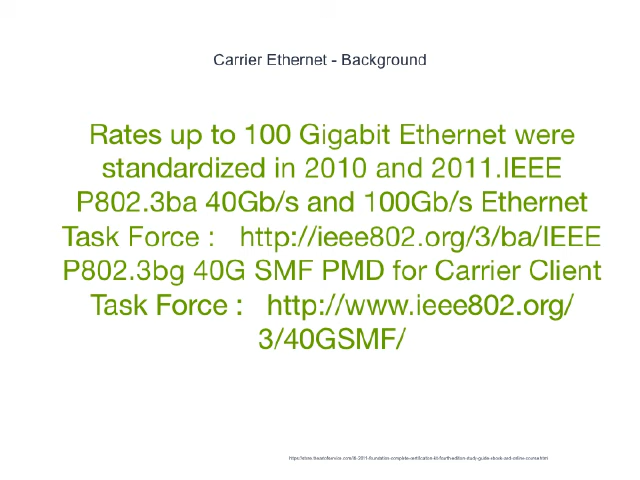 Carrier Ethernet - Background
Rates up to 100 Gigabit Ethernet were
standardized in 2010 and 2011.IEEE
P802.3ba 40Gb/s and 100Gb/s Ethernet
Task Force : http://ieee802.org/3/ba/IEEE
P802.3bg 40G SMF PMD for Carrier Client
Task Force : http://www.ieee802.org/
3/40GSMF/